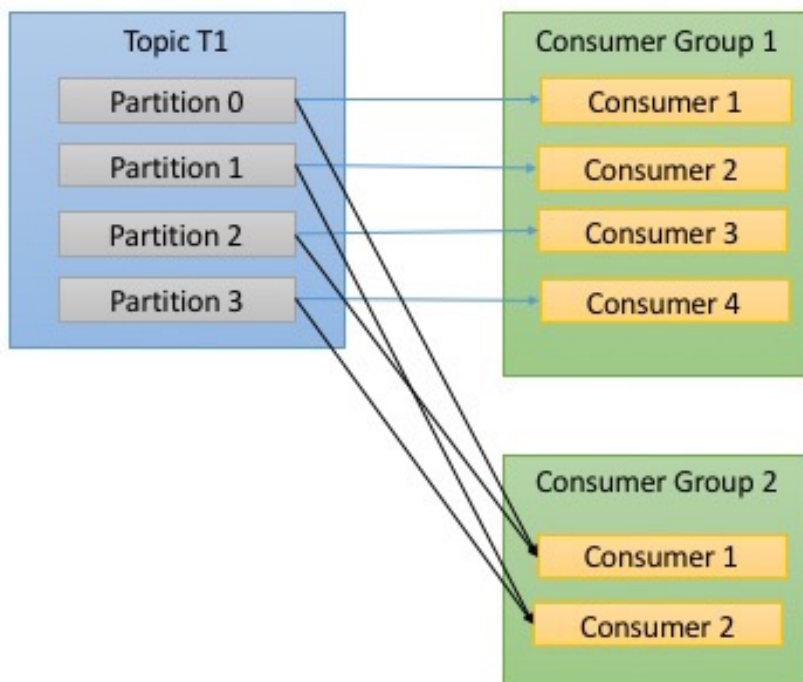 Topic T1
Partition 0
Partition 1
Partition 2
Partition 3
Consumer Group 1
Consumer 1
Consumer 2
Consumer 3
Consumer 4
Consumer Group 2
Consumer 1
Consumer 2